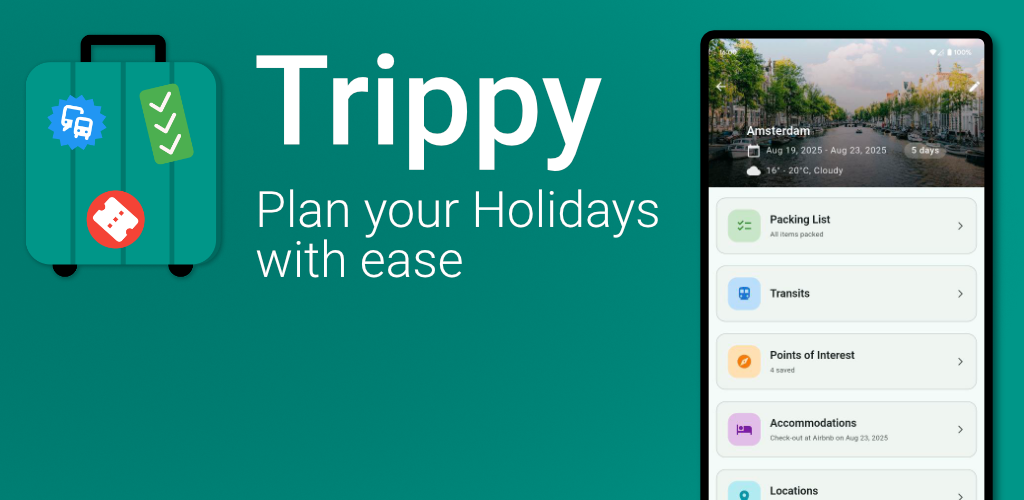 Trippy
Plan your Holidays
with ease
100%
Amsterdam
Aug 19, 2025 - Aug 23, 2025
5 days
16° - 20°C, Cloudy
Packing List
All items packed
Transits
Points of Interest
4 saved
Accommodations
Check-out at Airbnb on Aug 23, 2025
Locations